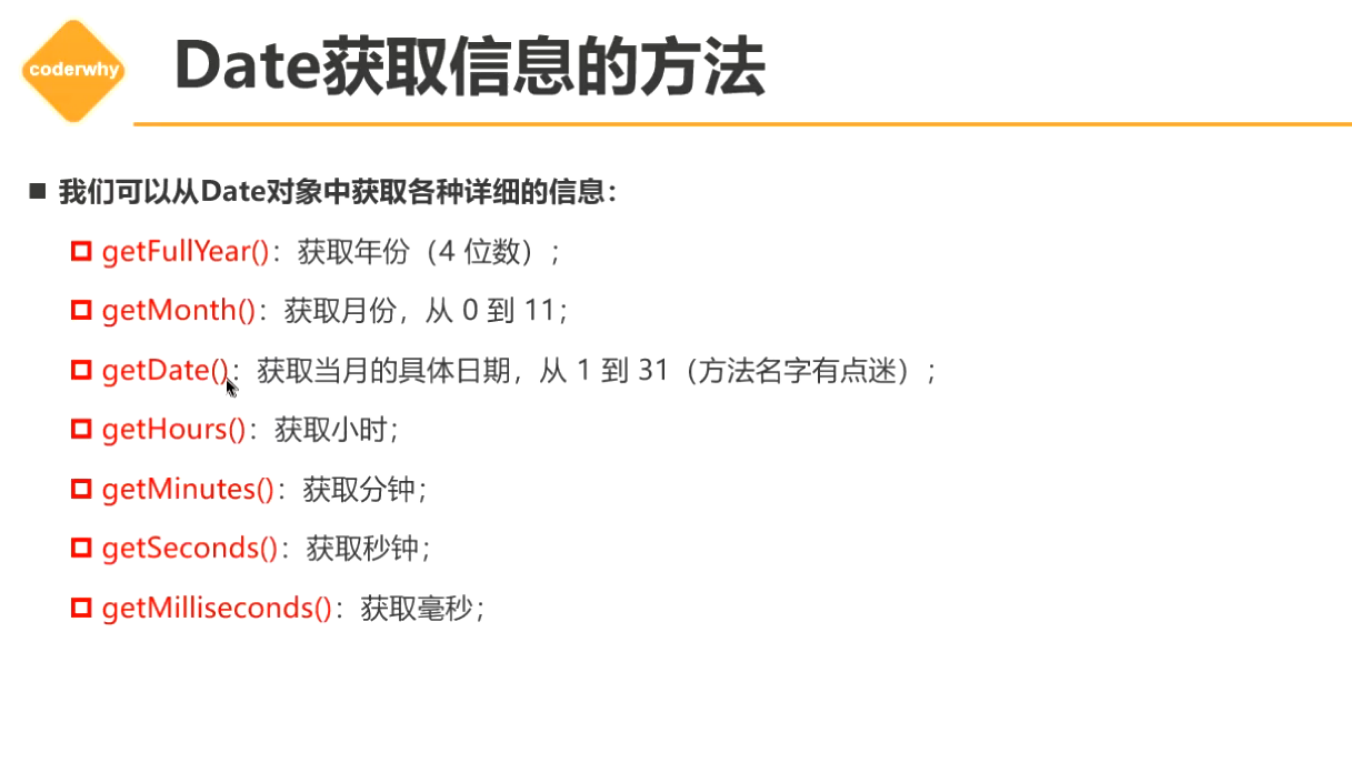 coderwhy
Date获取信息的方法
我们可以从Date对象中获取各种详细的信息：
getFullYear()：获取年份（4 位数）；
getMonth()：获取月份，从 0 到 11；
getDate()：获取当月的具体日期，从 1 到 31（方法名字有点迷）；
getHours()：获取小时；
getMinutes()：获取分钟；
getSeconds()：获取秒钟；
getMilliseconds()：获取毫秒；